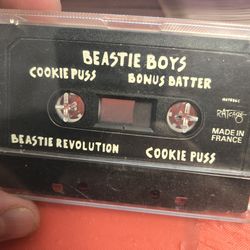 BEASTIE BOYS
COOKIE PUSS BONUS BATTER
RATCAGE
MADE IN
FRANCE
BEASTIE REVOLUTION COOKIE PUSS